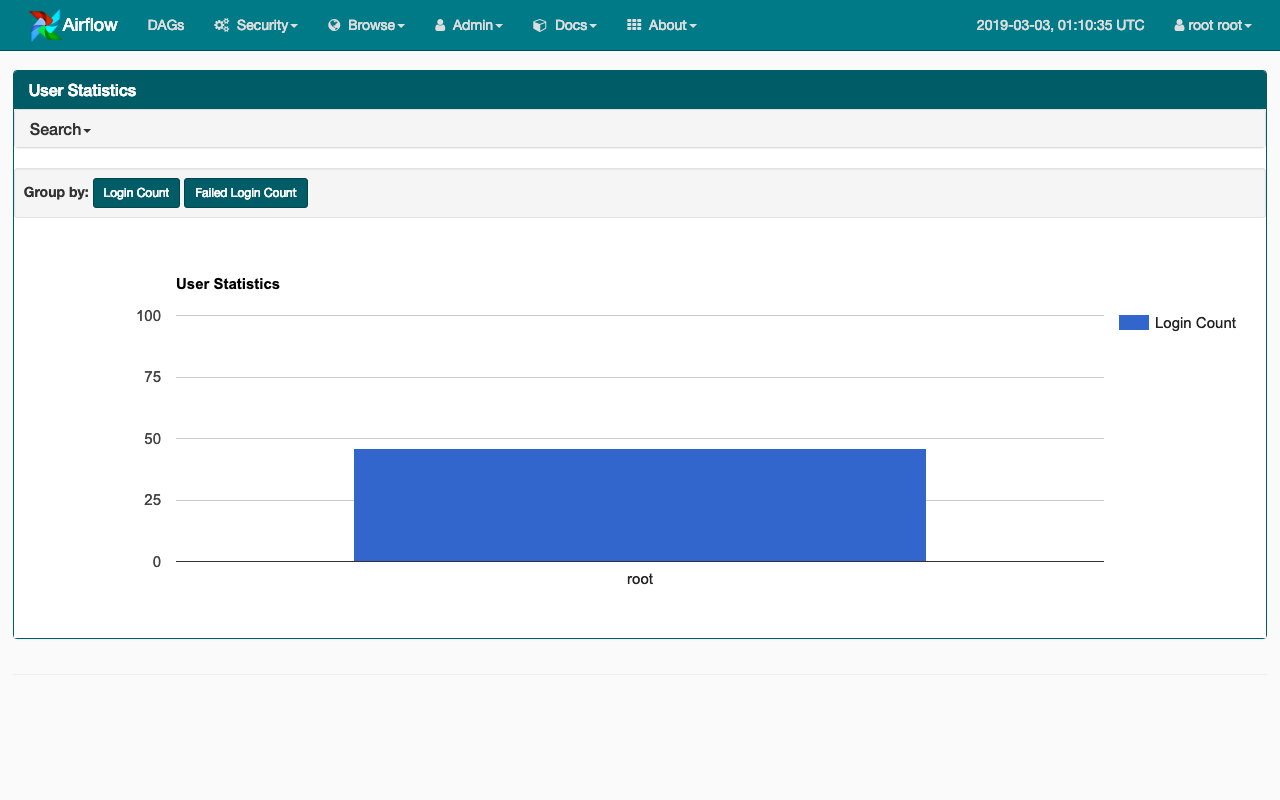 Airflow DAGs Security Browse Admin Docs About 2019-03-03, 01:10:35 UTC root root
User Statistics
Search
Group by: Login Count Failed Login Count
User Statistics
100
Login Count
75
50
25
0
root